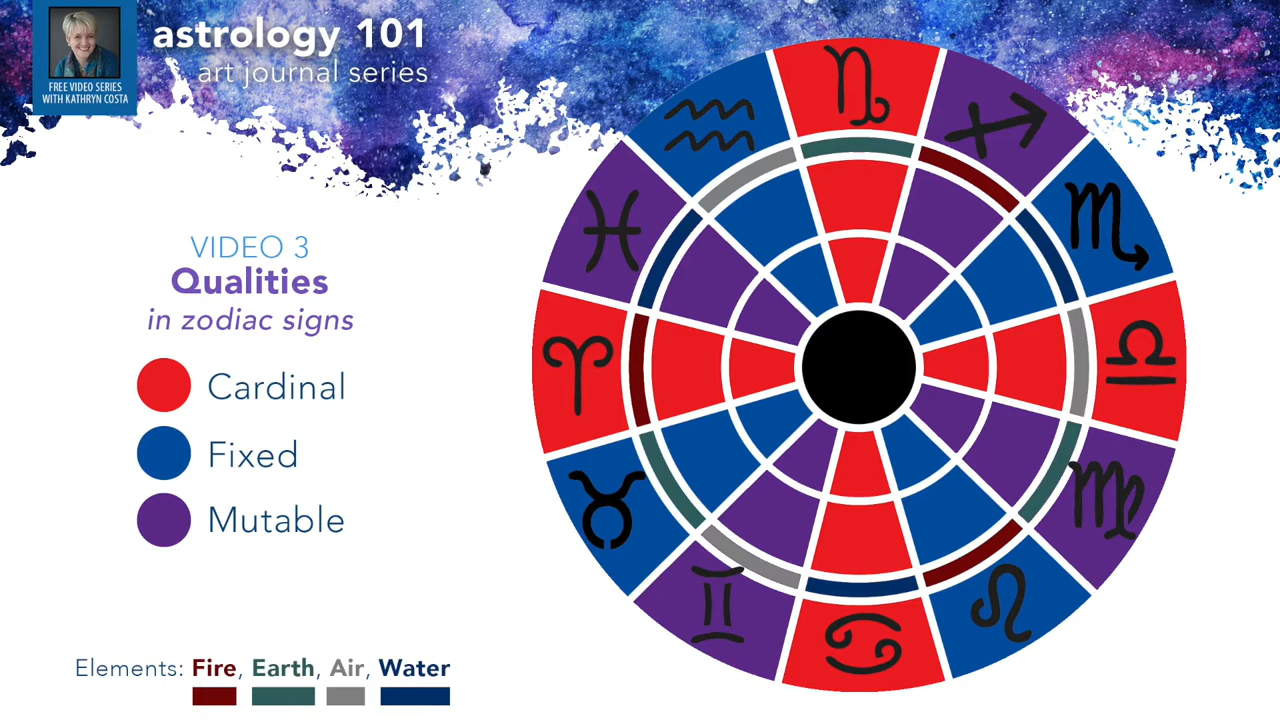 astrology 101
art journal series
FREE VIDEO SERIES
WITH KATHRYN COSTA
VIDEO 3
Qualities
in zodiac signs
Cardinal
Fixed
Mutable
Elements: Fire, Earth, Air, Water
♑
♐
♏
♎
♍
♌
♋
♊
♉
♈
♓
♒